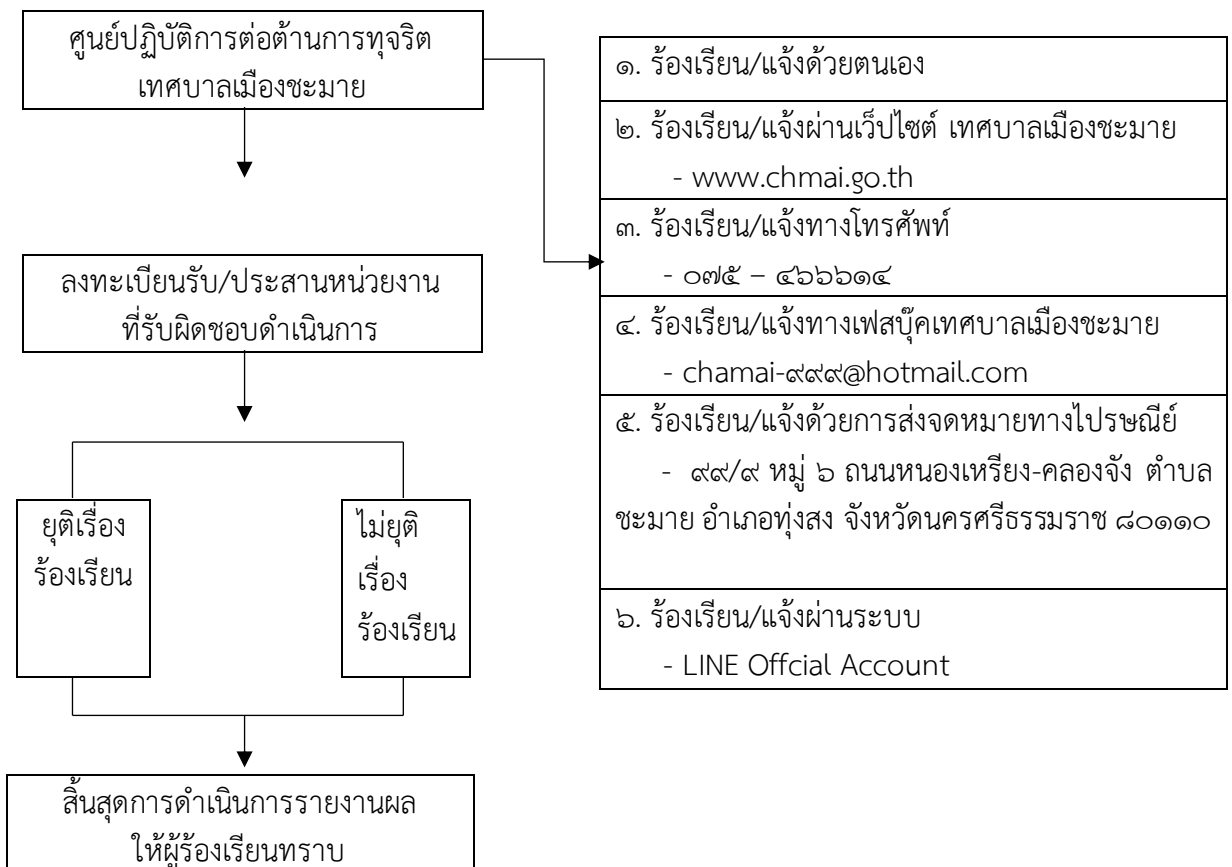 ศูนย์ปฏิบัติการต่อต้านการทุจริต
เทศบาลเมืองชะมาย
๑. ร้องเรียน/แจ้งด้วยตนเอง
๒. ร้องเรียน/แจ้งผ่านเว็ปไซต์ เทศบาลเมืองชะมาย
- www.chmai.go.th
๓. ร้องเรียน/แจ้งทางโทรศัพท์
- ๐๗๕ – ๔๖๖๖๑๔
๔. ร้องเรียน/แจ้งทางเฟสบุ๊คเทศบาลเมืองชะมาย
- chamai-๙๙๙@hotmail.com
๕. ร้องเรียน/แจ้งด้วยการส่งจดหมายทางไปรษณีย์
- ๙๙/๙ หมู่ ๖ ถนนหนองเหรียง-คลองจัง ตำบล
ชะมาย อำเภอทุ่งสง จังหวัดนครศรีธรรมราช ๘๐๑๑๐
๖. ร้องเรียน/แจ้งผ่านระบบ
- LINE Offcial Account
ลงทะเบียนรับ/ประสานหน่วยงาน
ที่รับผิดชอบดำเนินการ
ยุติเรื่อง
ร้องเรียน
ไม่ยุติ
เรื่อง
ร้องเรียน
สิ้นสุดการดำเนินการรายงานผล
ให้ผู้ร้องเรียนทราบ